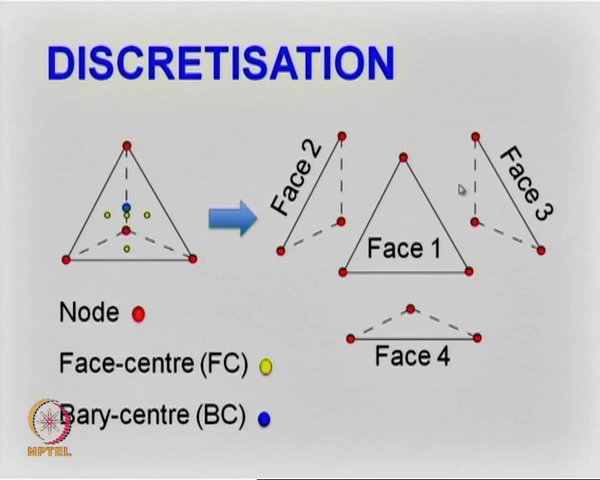 DISCRETISATION
Face 2
Face 1
Face 3
Face 4
Node
Face-centre (FC)
Bary-centre (BC)
NPTEL